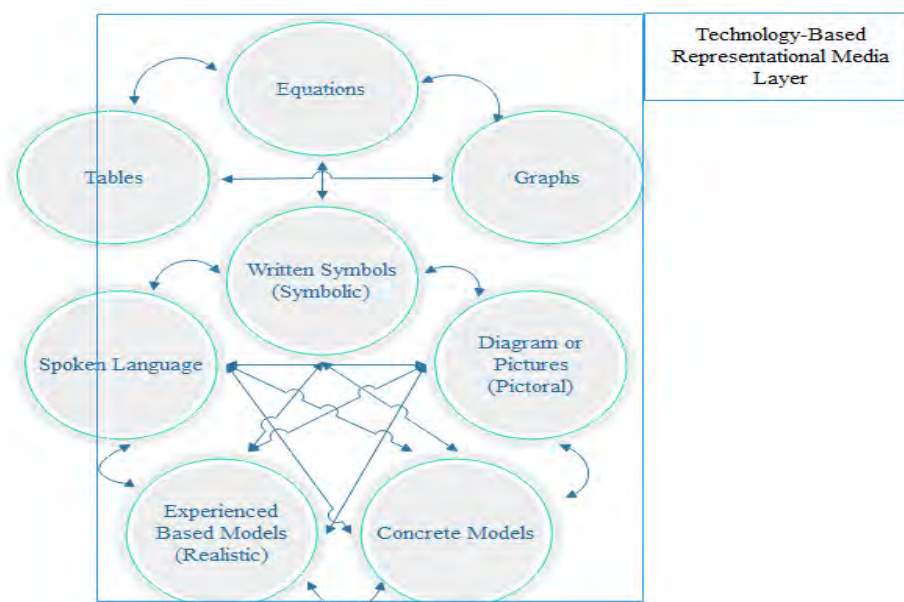 Technology-Based
Representational Media
Layer
Equations
Tables
Graphs
Written Symbols
(Symbolic)
Spoken Language
Diagram or
Pictures
(Pictoral)
Experienced
Based Models
(Realistic)
Concrete Models